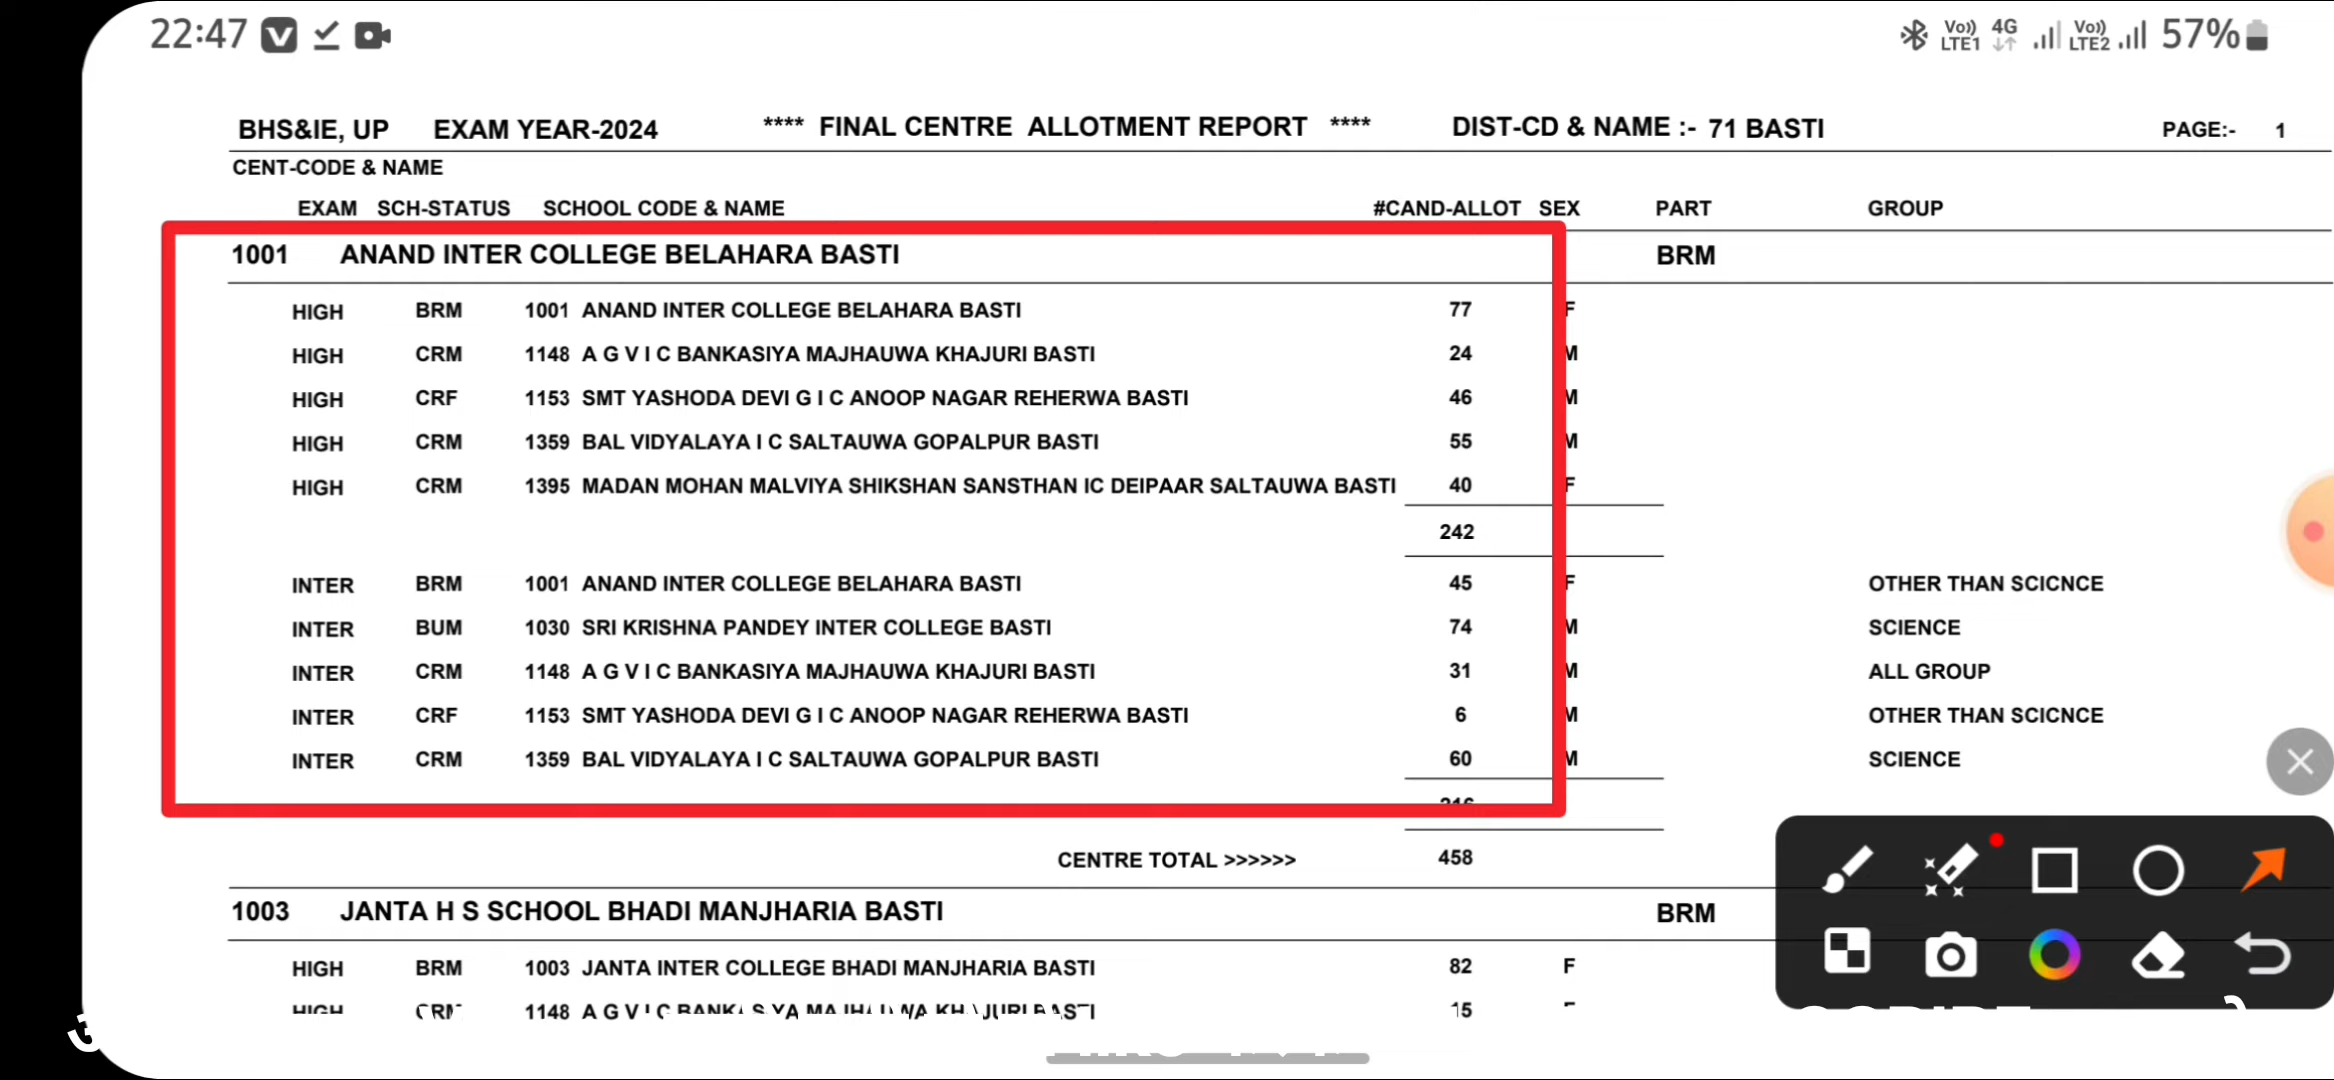 22:47 Vo)) LTE1 4G Vo)) LTE2 57%
BHS&IE, UP EXAM YEAR-2024 **** FINAL CENTRE ALLOTMENT REPORT **** DIST-CD & NAME :- 71 BASTI PAGE:- 1
CENT-CODE & NAME
EXAM SCH-STATUS SCHOOL CODE & NAME #CAND-ALLOT SEX PART GROUP
1001 ANAND INTER COLLEGE BELAHARA BASTI BRM
HIGH BRM 1001 ANAND INTER COLLEGE BELAHARA BASTI 77 F
HIGH CRM 1148 A G V I C BANKASIYA MAJHAUWA KHAJURI BASTI 24 M
HIGH CRF 1153 SMT YASHODA DEVI G I C ANOOP NAGAR REHERWA BASTI 46 M
HIGH CRM 1359 BAL VIDYALAYA I C SALTAUWA GOPALPUR BASTI 55 M
HIGH CRM 1395 MADAN MOHAN MALVIYA SHIKSHAN SANSTHAN IC DEIPAAR SALTAUWA BASTI 40 F
242
INTER BRM 1001 ANAND INTER COLLEGE BELAHARA BASTI 45 F OTHER THAN SCICNCE
INTER BUM 1030 SRI KRISHNA PANDEY INTER COLLEGE BASTI 74 M SCIENCE
INTER CRM 1148 A G V I C BANKASIYA MAJHAUWA KHAJURI BASTI 31 M ALL GROUP
INTER CRF 1153 SMT YASHODA DEVI G I C ANOOP NAGAR REHERWA BASTI 6 M OTHER THAN SCICNCE
INTER CRM 1359 BAL VIDYALAYA I C SALTAUWA GOPALPUR BASTI 60 M SCIENCE
216
CENTRE TOTAL >>>>>> 458
1003 JANTA H S SCHOOL BHADI MANJHARIA BASTI BRM
HIGH BRM 1003 JANTA INTER COLLEGE BHADI MANJHARIA BASTI 82 F
HIGH CRM 1148 A G V I C BANKASIYA MAJHAUWA KHAJURI BASTI 15